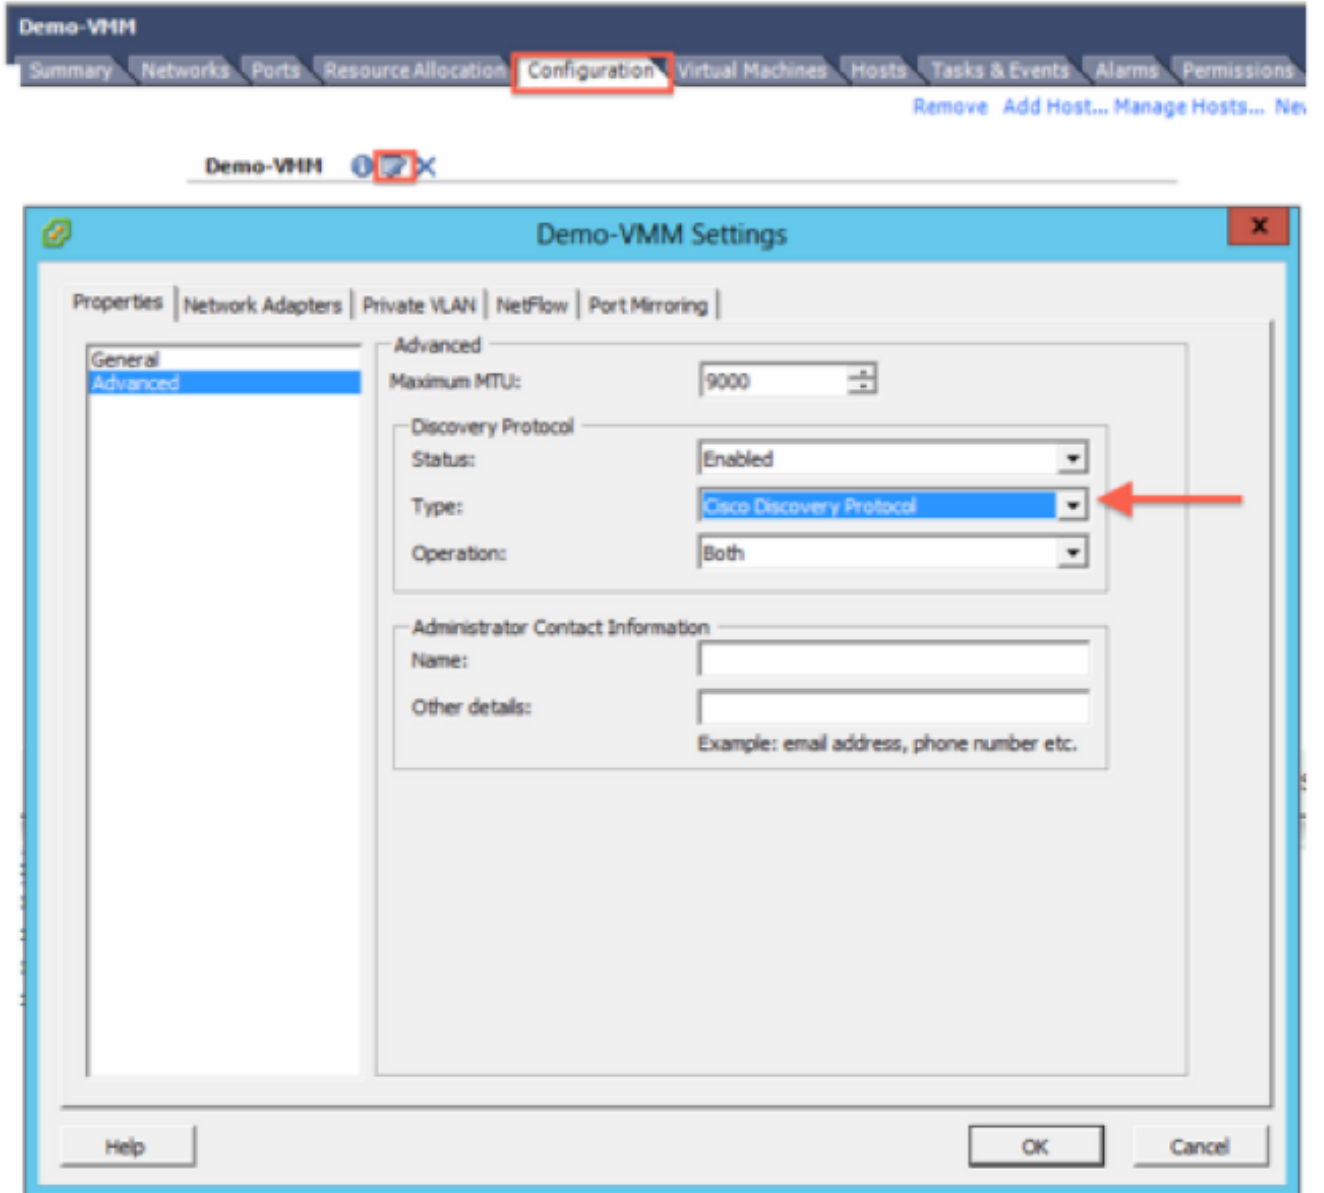 Demo-VMM
Summary Networks Ports Resource Allocation Configuration Virtual Machines Hosts Tasks & Events Alarms Permissions
Remove Add Host... Manage Hosts... Nev
Demo-VMM
Demo-VMM Settings
x
Properties Network Adapters Private VLAN NetFlow Port Mirroring
General
Advanced
Advanced
Maximum MTU: 9000
Discovery Protocol
Status: Enabled
Type: Cisco Discovery Protocol
Operation: Both
Administrator Contact Information
Name:
Other details:
Example: email address, phone number etc.
Help OK Cancel